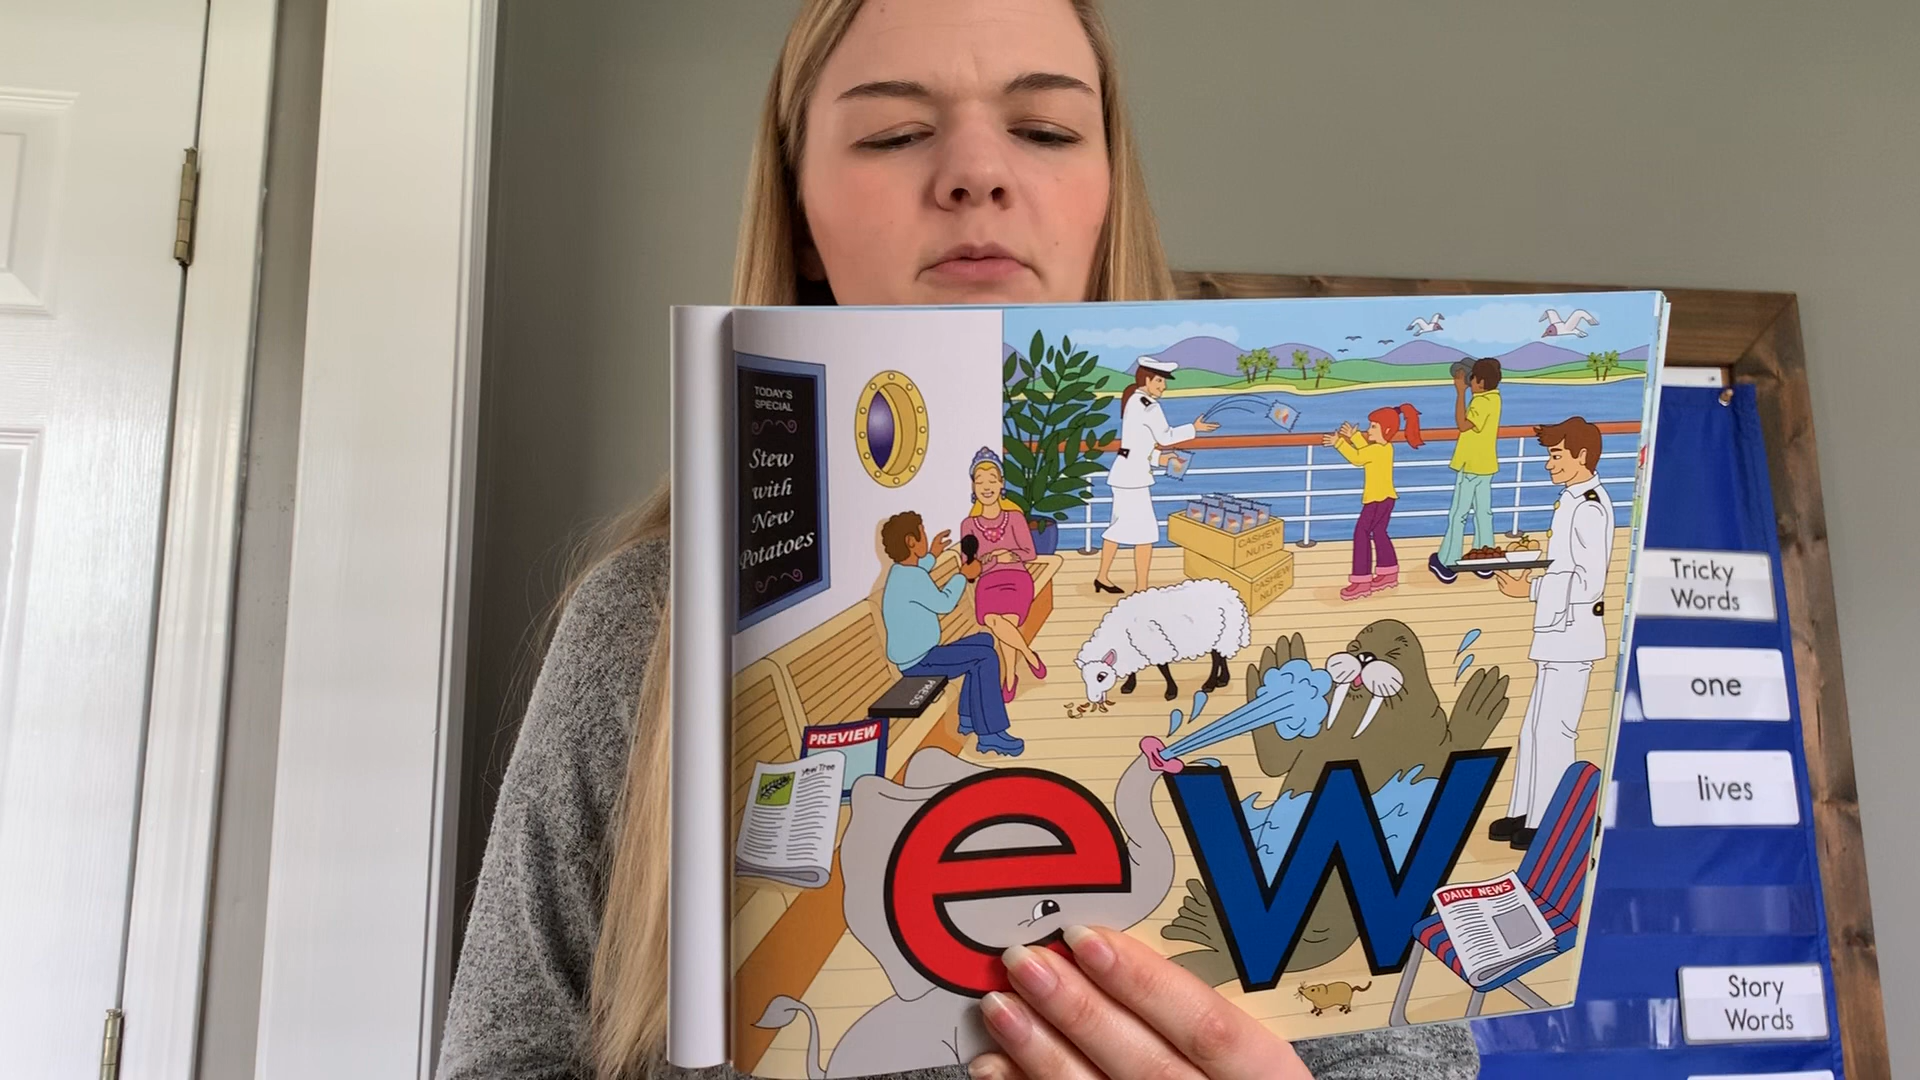 TODAY'S
SPECIAL
Stew
with
New
Potatoes
CASHEW
NUTS
CASHEW
NUTS
PRESS
PREVIEW
Yew Tree
e w
DAILY NEWS
Tricky
Words
one
lives
Story
Words